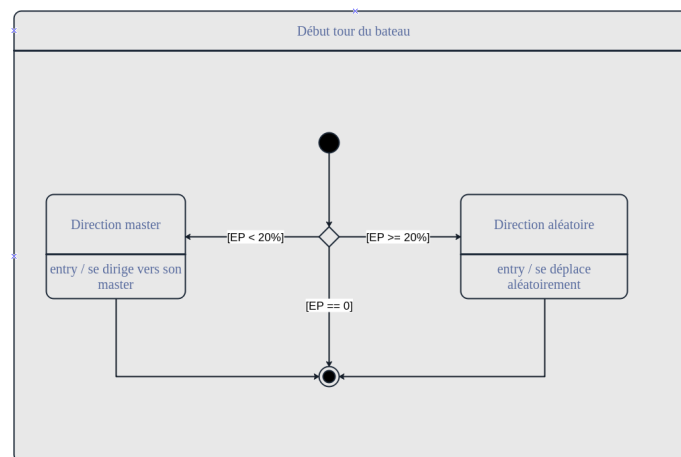 Début tour du bateau
Direction master
[EP < 20%]
[EP >= 20%]
Direction aléatoire
entry / se dirige vers son
master
entry / se déplace
aléatoirement
[EP == 0]